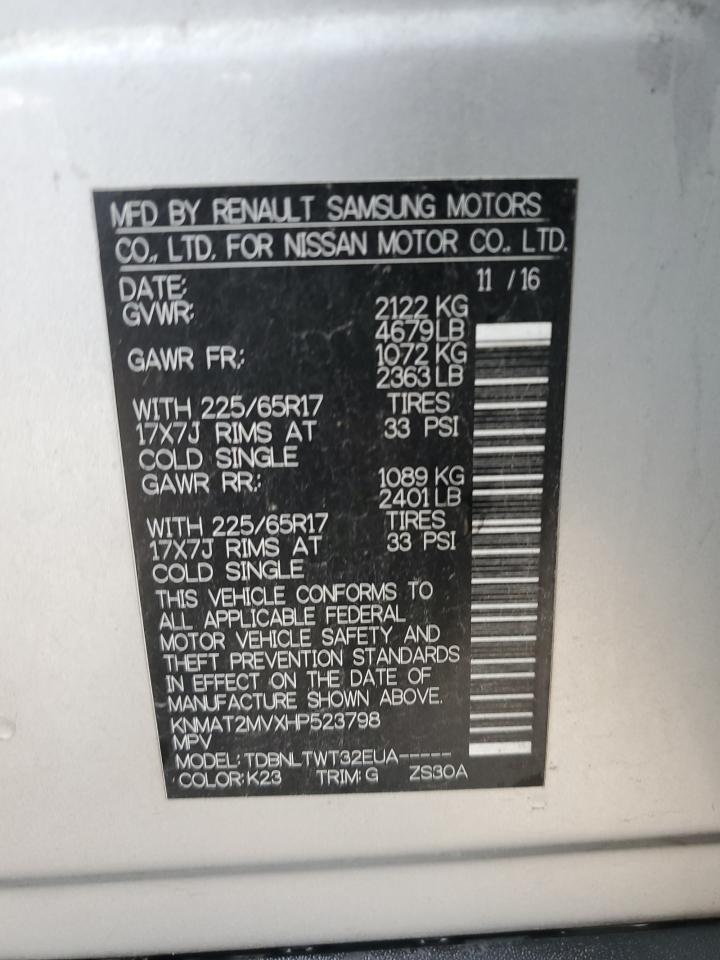 MFD BY RENAULT SAMSUNG MOTORS
CO., LTD. FOR NISSAN MOTOR CO., LTD.
DATE: 11 / 16
GVWR: 2122 KG
4679 LB
GAWR FR.: 1072 KG
2363 LB
WITH 225/65R17 TIRES
17X7J RIMS AT 33 PSI
COLD SINGLE
GAWR RR.: 1089 KG
2401 LB
WITH 225/65R17 TIRES
17X7J RIMS AT 33 PSI
COLD SINGLE
THIS VEHICLE CONFORMS TO
ALL APPLICABLE FEDERAL
MOTOR VEHICLE SAFETY AND
THEFT PREVENTION STANDARDS
IN EFFECT ON THE DATE OF
MANUFACTURE SHOWN ABOVE.
KNMAT2MVXHP523798
MPV
MODEL: TDBNLTWT32EUA-----
COLOR: K23 TRIM: G ZS30A